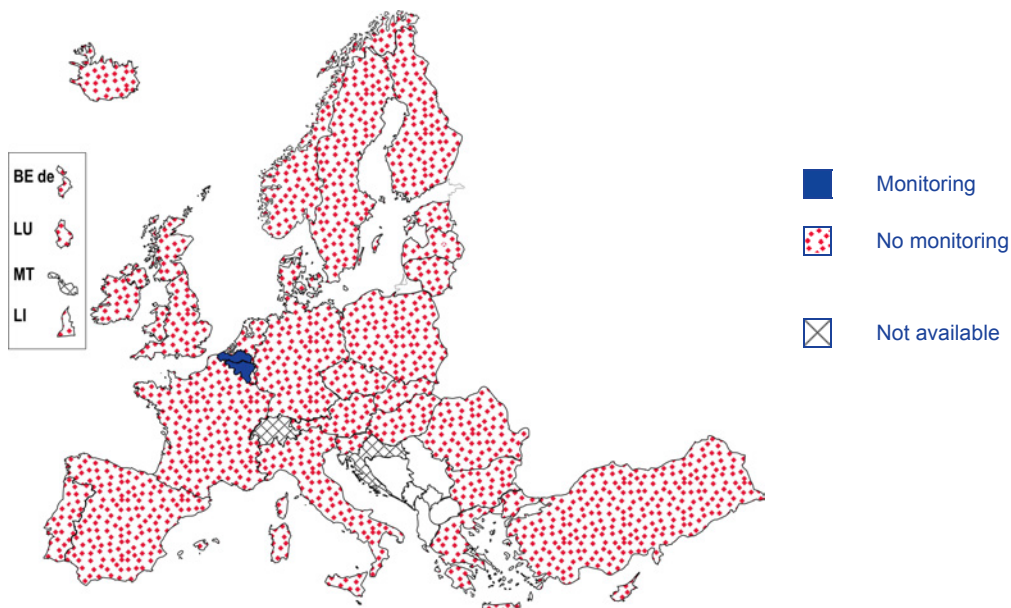 BE de
LU
MT
LI
Monitoring
No monitoring
Not available